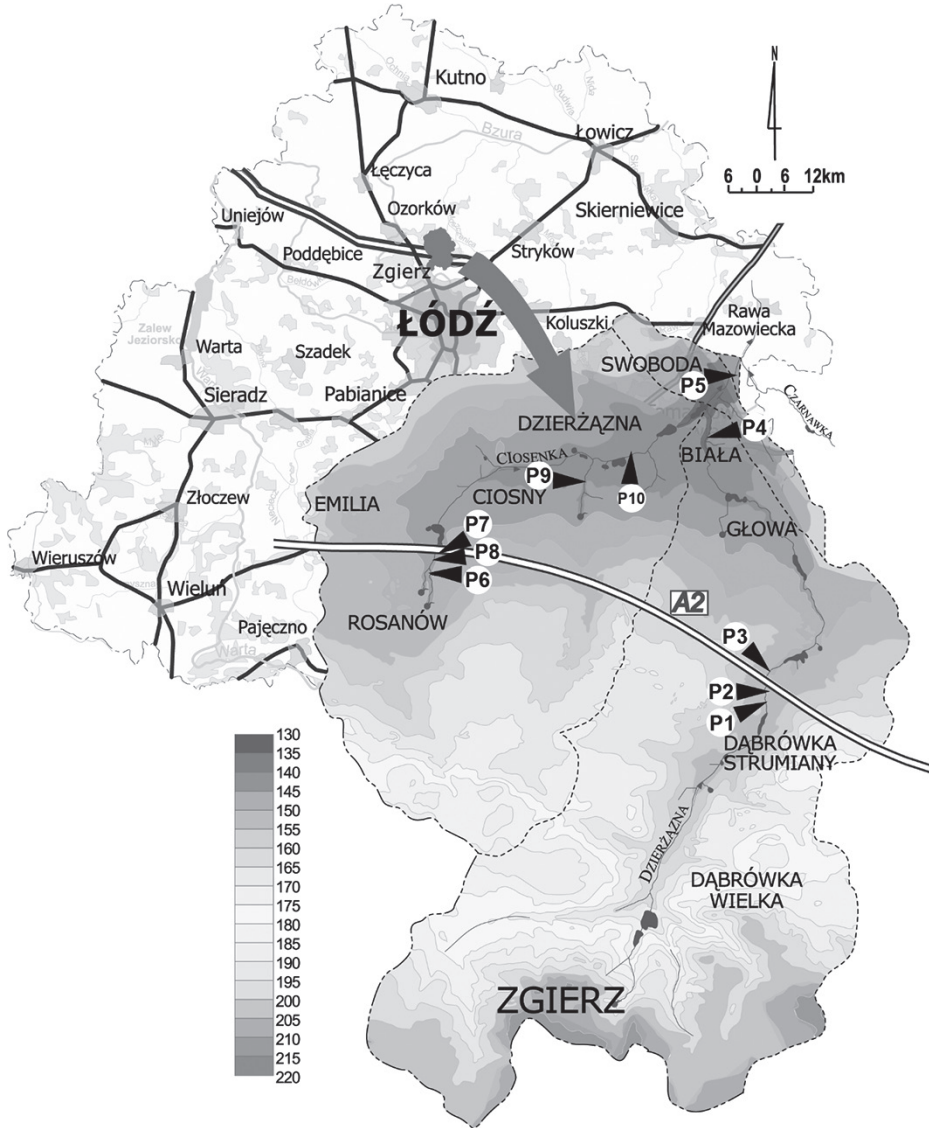 Kutno
Ochnia
Bzura
Łowicz
Łęczyca
N
6 0 6 12km
Ozorków
Skierniewice
Uniejów
Poddębice
Stryków
Zgierz
ŁÓDŹ
Koluszki
Rawa
Mazowiecka
Zalew
Jeziorsko
Warta
Szadek
Sieradz
Pabianice
SWOBODA
P5
CZARNAWKA
DZIERŻĄZNA
P4
BIAŁA
CIOSENKA
P9
P10
CIOSNY
EMILIA
Złoczew
P7
P8
P6
GŁOWA
Wieruszów
Wieluń
A2
ROSANÓW
Pajęczno
Warta
P3
P2
P1
DĄBRÓWKA
STRUMIANY
DZIERŻĄZNA
DĄBRÓWKA
WIELKA
ZGIERZ
130
135
140
145
150
155
160
165
170
175
180
185
190
195
200
205
210
215
220